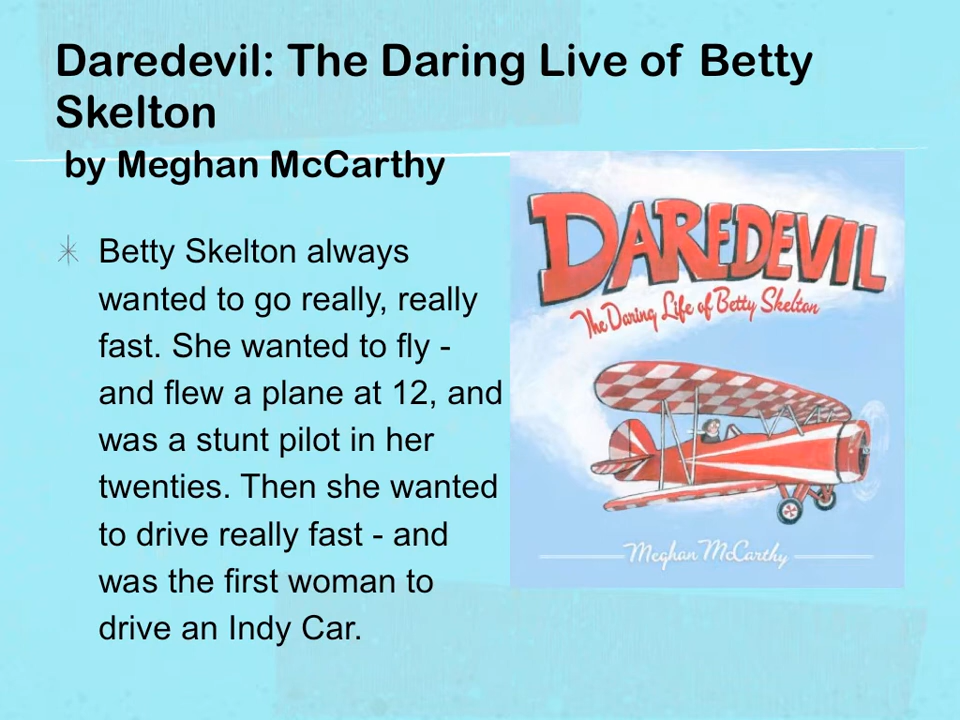 Daredevil: The Daring Live of Betty
Skelton
by Meghan McCarthy
Betty Skelton always
wanted to go really, really
fast. She wanted to fly -
and flew a plane at 12, and
was a stunt pilot in her
twenties. Then she wanted
to drive really fast - and
was the first woman to
drive an Indy Car.
DAREDEVIL
The Daring Life of Betty Skelton
Meghan McCarthy